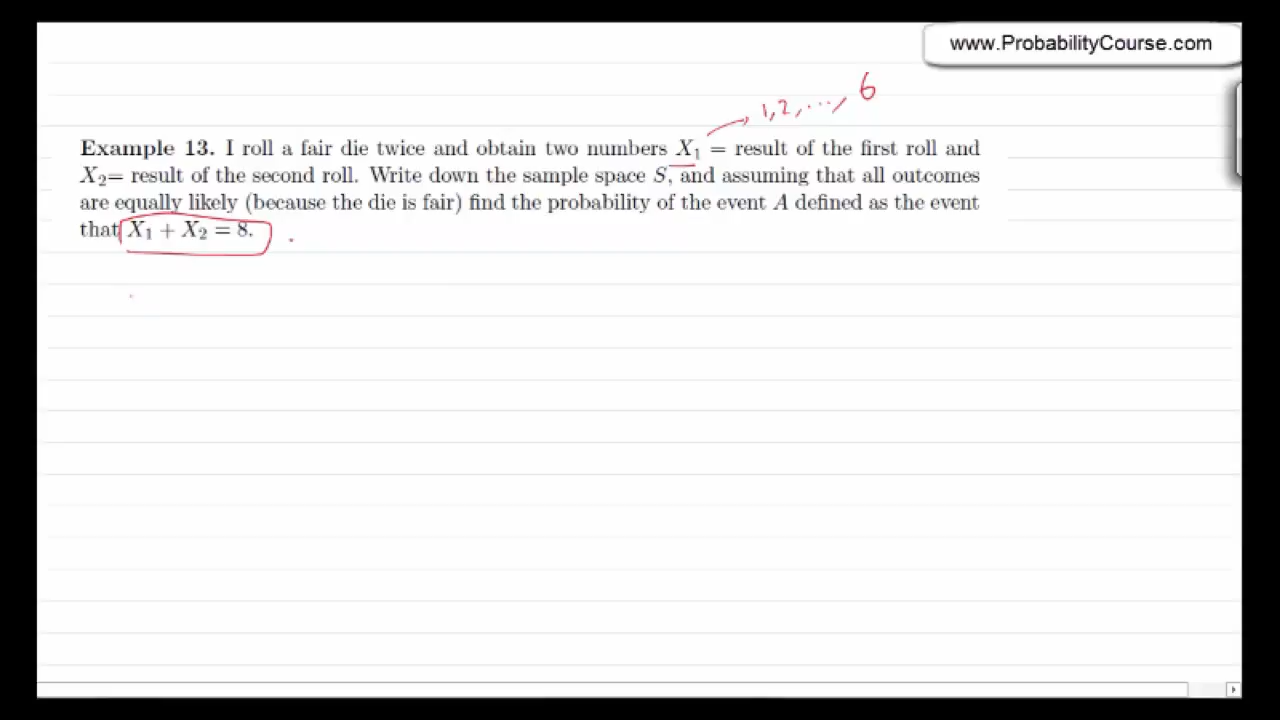 www.ProbabilityCourse.com
1,2, ..., 6
Example 13. I roll a fair die twice and obtain two numbers X₁ = result of the first roll and
X₂= result of the second roll. Write down the sample space S, and assuming that all outcomes
are equally likely (because the die is fair) find the probability of the event A defined as the event
that X₁ + X₂ = 8.